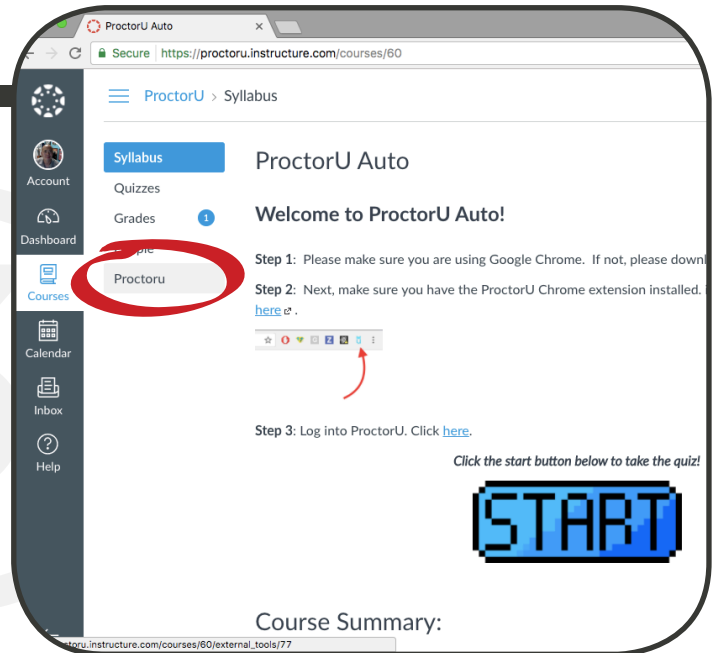 ProctorU Auto
Secure https://proctoru.instructure.com/courses/60
ProctorU > Syllabus
Account
Dashboard
Courses
Calendar
Inbox
Help
Syllabus
Quizzes
Grades 1
Proctoru
ProctorU Auto
Welcome to ProctorU Auto!
Step 1: Please make sure you are using Google Chrome. If not, please
Step 2: Next, make sure you have the ProctorU Chrome extension installed.
here.
Step 3: Log into ProctorU. Click here.
Click the start button below to take the quiz!
START
Course Summary:
toru.instructure.com/courses/60/external_tools/77